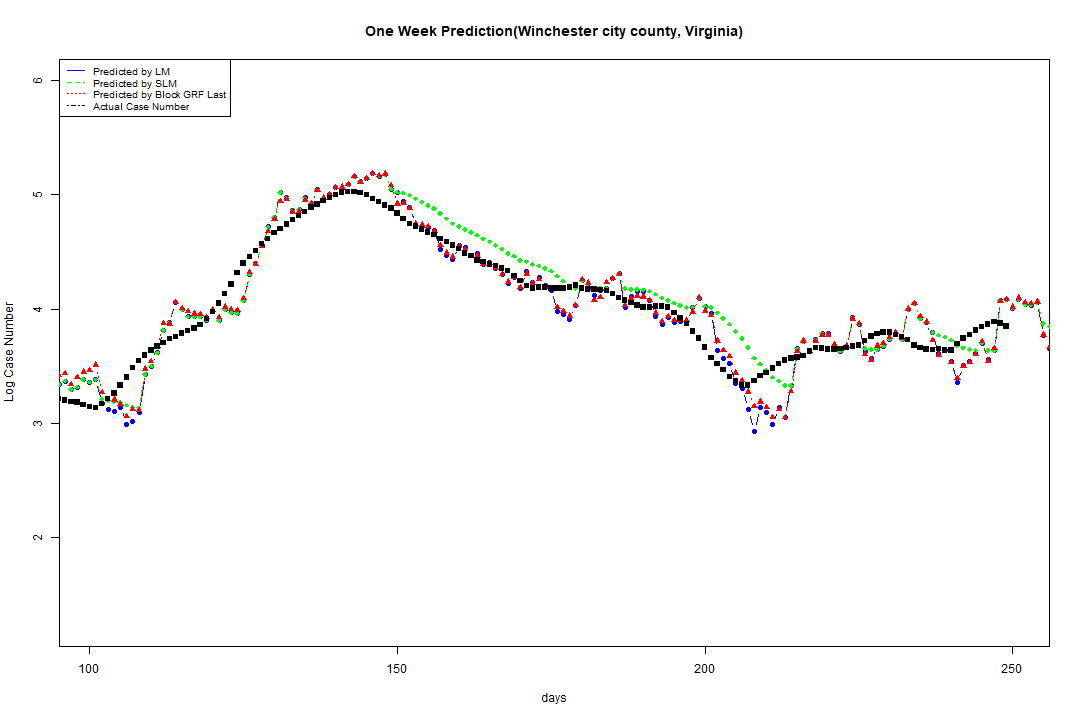 One Week Prediction(Winchester city county, Virginia)
Predicted by LM
Predicted by SLM
Predicted by Block GRF Last
Actual Case Number
6
5
4
3
2
Log Case Number
100 150 200 250
days